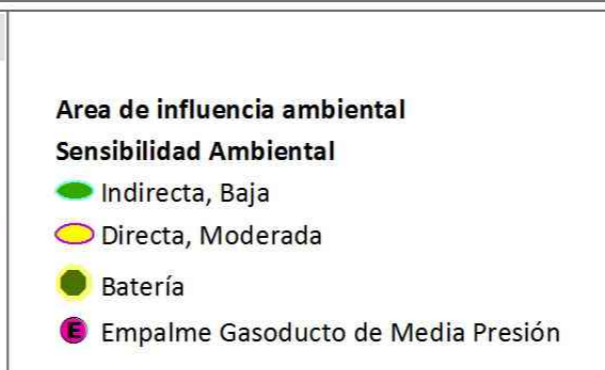 Area de influencia ambiental
Sensibilidad Ambiental
Indirecta, Baja
Directa, Moderada
Batería
E Empalme Gasoducto de Media Presión